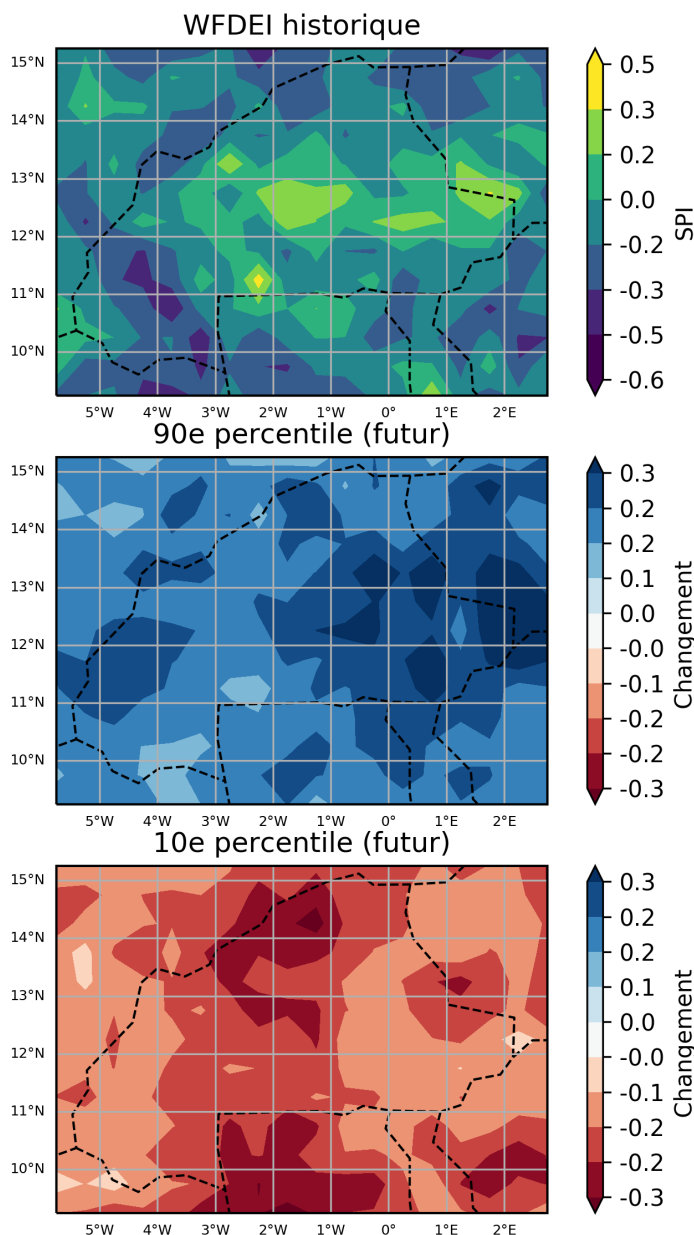 WFDEI historique
15°N
14°N
13°N
12°N
11°N
10°N
5°W 4°W 3°W 2°W 1°W 0° 1°E 2°E
0.5
0.3
0.2
0.0
-0.2
-0.3
-0.5
-0.6
SPI
90e percentile (futur)
15°N
14°N
13°N
12°N
11°N
10°N
5°W 4°W 3°W 2°W 1°W 0° 1°E 2°E
0.3
0.2
0.2
0.1
0.0
-0.0
-0.1
-0.2
-0.2
-0.3
Changement
10e percentile (futur)
15°N
14°N
13°N
12°N
11°N
10°N
5°W 4°W 3°W 2°W 1°W 0° 1°E 2°E
0.3
0.2
0.2
0.1
0.0
-0.0
-0.1
-0.2
-0.2
-0.3
Changement